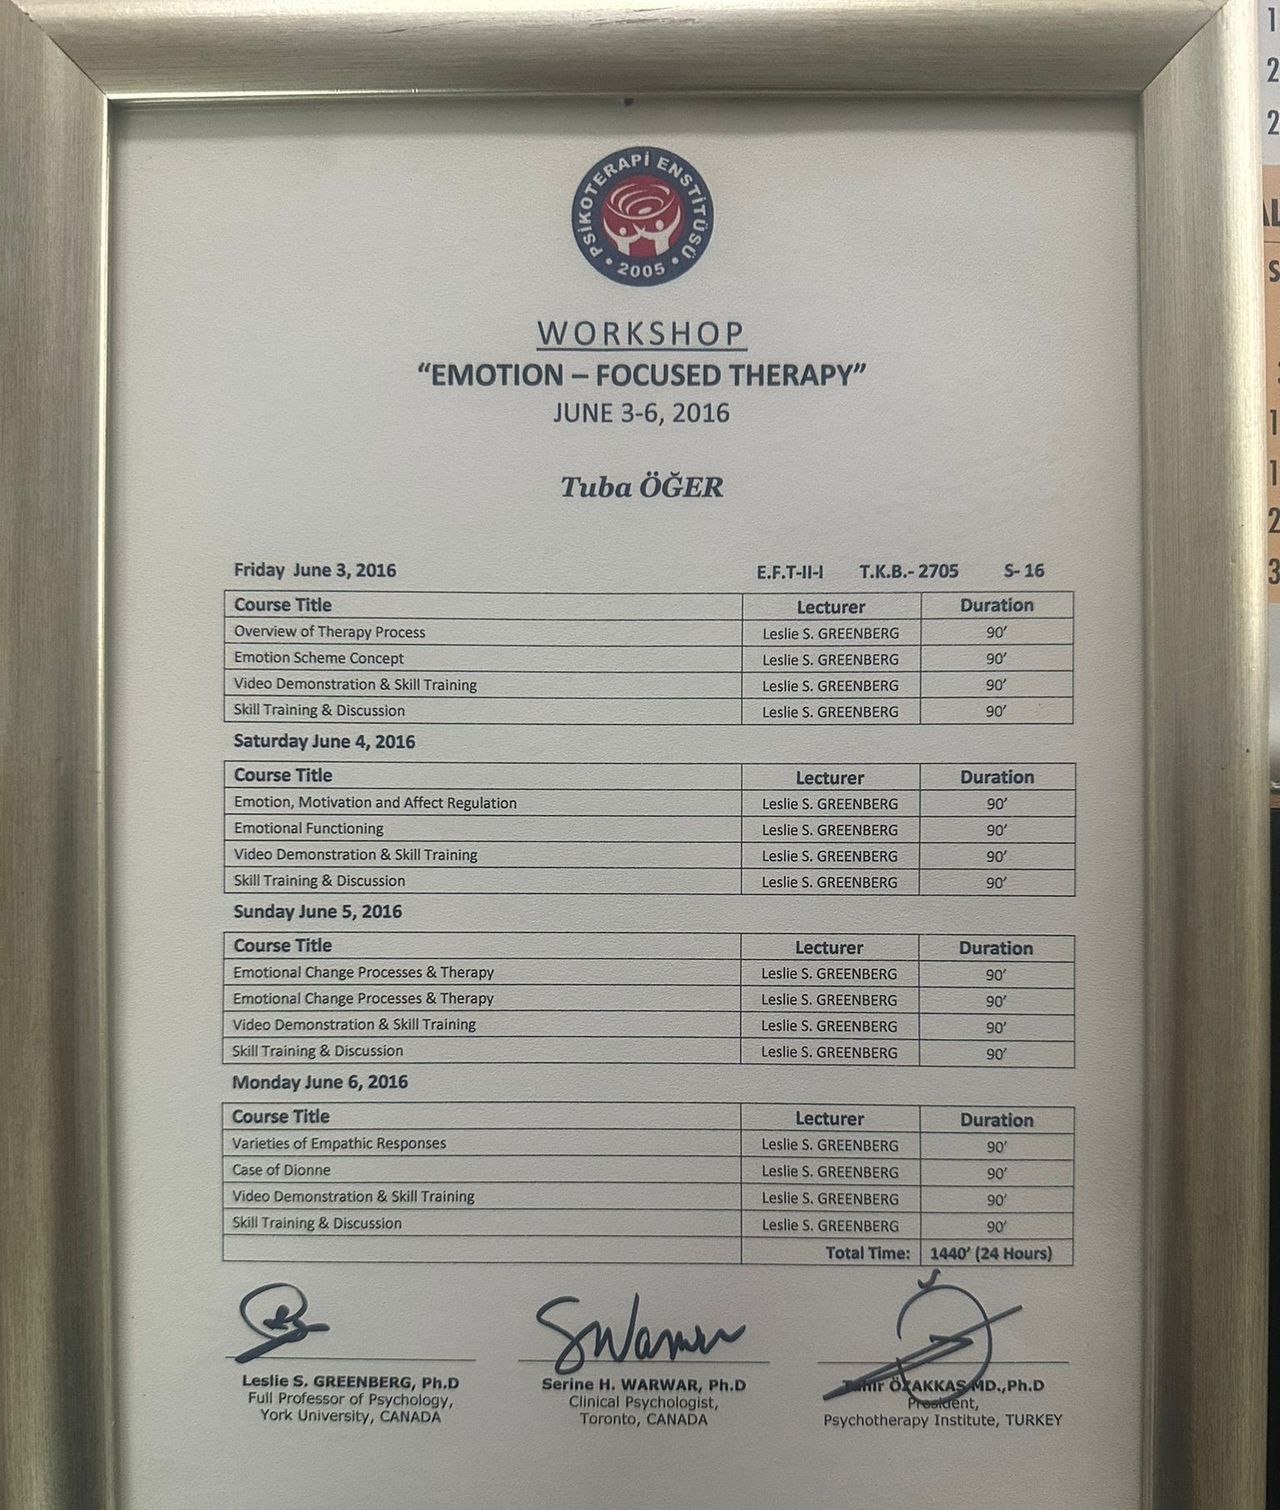 PSİKOTERAPİ ENSTİTÜSÜ
• 2005 •
WORKSHOP
“EMOTION – FOCUSED THERAPY”
JUNE 3-6, 2016
Tuba ÖĞER
Friday June 3, 2016 E.F.T-II-I T.K.B.- 2705 S- 16
Course Title Lecturer Duration
Overview of Therapy Process Leslie S. GREENBERG 90’
Emotion Scheme Concept Leslie S. GREENBERG 90’
Video Demonstration & Skill Training Leslie S. GREENBERG 90’
Skill Training & Discussion Leslie S. GREENBERG 90’
Saturday June 4, 2016
Course Title Lecturer Duration
Emotion, Motivation and Affect Regulation Leslie S. GREENBERG 90’
Emotional Functioning Leslie S. GREENBERG 90’
Video Demonstration & Skill Training Leslie S. GREENBERG 90’
Skill Training & Discussion Leslie S. GREENBERG 90’
Sunday June 5, 2016
Course Title Lecturer Duration
Emotional Change Processes & Therapy Leslie S. GREENBERG 90’
Emotional Change Processes & Therapy Leslie S. GREENBERG 90’
Video Demonstration & Skill Training Leslie S. GREENBERG 90’
Skill Training & Discussion Leslie S. GREENBERG 90’
Monday June 6, 2016
Course Title Lecturer Duration
Varieties of Empathic Responses Leslie S. GREENBERG 90’
Case of Dionne Leslie S. GREENBERG 90’
Video Demonstration & Skill Training Leslie S. GREENBERG 90’
Skill Training & Discussion Leslie S. GREENBERG 90’
Total Time: 1440’ (24 Hours)
Leslie S. GREENBERG, Ph.D Serine H. WARWAR, Ph.D ÖZAKKAŞ MD.,Ph.D
Full Professor of Psychology, Clinical Psychologist, President,
York University, CANADA Toronto, CANADA Psychotherapy Institute, TURKEY